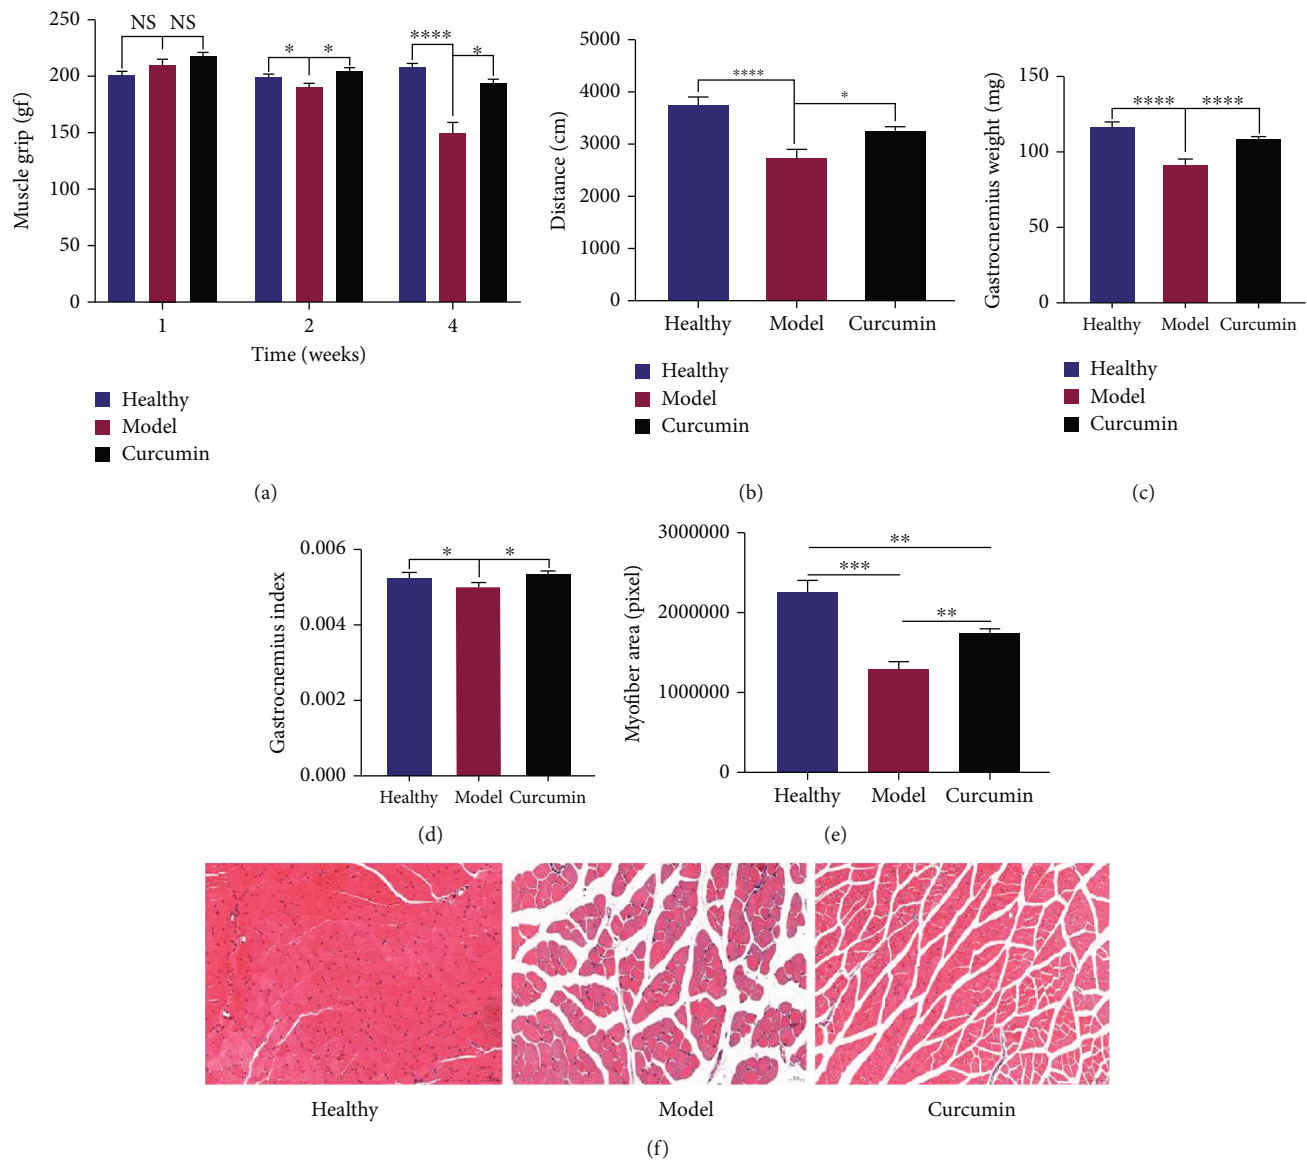 Muscle grip (gf)
250
200
150
100
50
0
NS NS
* *
**** *
1 2 4
Time (weeks)
Healthy
Model
Curcumin
(a)
Distance (cm)
5000
4000
3000
2000
1000
0
****
*
Healthy Model Curcumin
Healthy
Model
Curcumin
(b)
Gastrocnemius weight (mg)
150
100
50
0
**** ****
Healthy Model Curcumin
Healthy
Model
Curcumin
(c)
Gastrocnemius index
0.006
0.004
0.002
0.000
* *
Healthy Model Curcumin
(d)
Myofiber area (pixel)
3000000
2000000
1000000
0
**
***
**
Healthy Model Curcumin
(e)
Healthy Model Curcumin
(f)